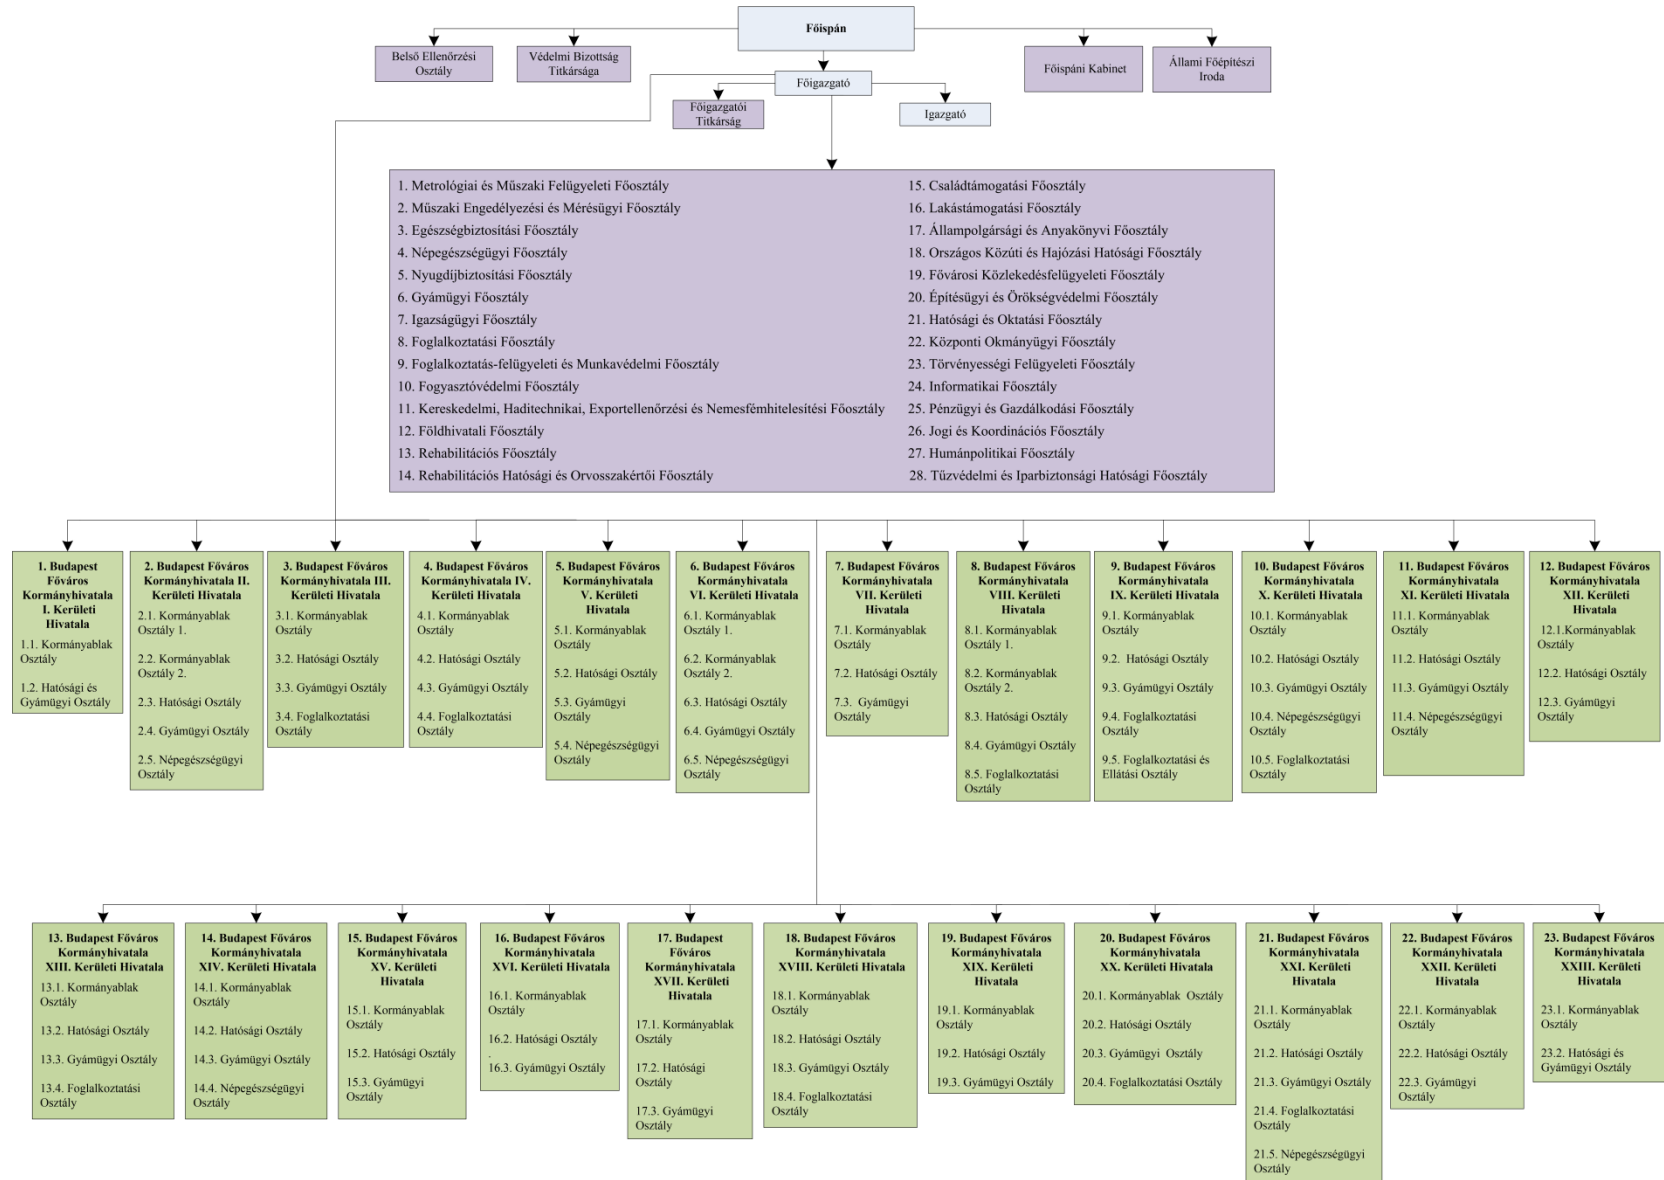 Főispán
Belső Ellenőrzési
Osztály
Védelmi Bizottság
Titkársága
Főispáni Kabinet
Állami Főépítészi
Iroda
Főigazgató
Főigazgatói
Titkárság
Igazgató
1. Metrológiai és Műszaki Felügyeleti Főosztály
2. Műszaki Engedélyezési és Mérésügyi Főosztály
3. Egészségbiztosítási Főosztály
4. Népegészségügyi Főosztály
5. Nyugdíjbiztosítási Főosztály
6. Gyámügyi Főosztály
7. Igazságügyi Főosztály
8. Foglalkoztatási Főosztály
9. Foglalkoztatás-felügyeleti és Munkavédelmi Főosztály
10. Fogyasztóvédelmi Főosztály
11. Kereskedelmi, Haditechnikai, Exportellenőrzési és Nemesfémhitelesítési Főosztály
12. Földhivatali Főosztály
13. Rehabilitációs Főosztály
14. Rehabilitációs Hatósági és Orvosszakértői Főosztály
15. Családtámogatási Főosztály
16. Lakástámogatási Főosztály
17. Állampolgársági és Anyakönyvi Főosztály
18. Országos Közúti és Hajózási Hatósági Főosztály
19. Fővárosi Közlekedésfelügyeleti Főosztály
20. Építésügyi és Örökségvédelmi Főosztály
21. Hatósági és Oktatási Főosztály
22. Központi Okmányügyi Főosztály
23. Törvényességi Felügyeleti Főosztály
24. Informatikai Főosztály
25. Pénzügyi és Gazdálkodási Főosztály
26. Jogi és Koordinációs Főosztály
27. Humánpolitikai Főosztály
28. Tűzvédelmi és Iparbiztonsági Hatósági Főosztály
1. Budapest
Főváros
Kormányhivatala
I. Kerületi
Hivatala
1.1. Kormányablak
Osztály
1.2. Hatósági és
Gyámügyi Osztály
2. Budapest Főváros
Kormányhivatala II.
Kerületi Hivatala
2.1. Kormányablak
Osztály 1.
2.2. Kormányablak
Osztály 2.
2.3. Hatósági Osztály
2.4. Gyámügyi Osztály
2.5. Népegészségügyi
Osztály
3. Budapest Főváros
Kormányhivatala III.
Kerületi Hivatala
3.1. Kormányablak
Osztály
3.2. Hatósági Osztály
3.3. Gyámügyi Osztály
3.4. Foglalkoztatási
Osztály
4. Budapest Főváros
Kormányhivatala IV.
Kerületi Hivatala
4.1. Kormányablak
Osztály
4.2. Hatósági Osztály
4.3. Gyámügyi Osztály
4.4. Foglalkoztatási
Osztály
5. Budapest Főváros
Kormányhivatala
V. Kerületi
Hivatala
5.1. Kormányablak
Osztály
5.2. Hatósági Osztály
5.3. Gyámügyi
Osztály
5.4. Népegészségügyi
Osztály
6. Budapest Főváros
Kormányhivatala
VI. Kerületi Hivatala
6.1. Kormányablak
Osztály 1.
6.2. Kormányablak
Osztály 2.
6.3. Hatósági Osztály
6.4. Gyámügyi Osztály
6.5. Népegészségügyi
Osztály
7. Budapest Főváros
Kormányhivatala
VII. Kerületi
Hivatala
7.1. Kormányablak
Osztály
7.2. Hatósági Osztály
7.3. Gyámügyi
Osztály
8. Budapest Főváros
Kormányhivatala
VIII. Kerületi
Hivatala
8.1. Kormányablak
Osztály 1.
8.2. Kormányablak
Osztály 2.
8.3. Hatósági Osztály
8.4. Gyámügyi Osztály
8.5. Foglalkoztatási
Osztály
9. Budapest Főváros
Kormányhivatala
IX. Kerületi Hivatala
9.1. Kormányablak
Osztály
9.2. Hatósági Osztály
9.3. Gyámügyi Osztály
9.4. Foglalkoztatási
Osztály
9.5. Foglalkoztatási és
Ellátási Osztály
10. Budapest Főváros
Kormányhivatala
X. Kerületi Hivatala
10.1. Kormányablak
Osztály
10.2. Hatósági Osztály
10.3. Gyámügyi Osztály
10.4. Népegészségügyi
Osztály
10.5. Foglalkoztatási
Osztály
11. Budapest Főváros
Kormányhivatala
XI. Kerületi Hivatala
11.1. Kormányablak
Osztály
11.2. Hatósági Osztály
11.3. Gyámügyi Osztály
11.4. Népegészségügyi
Osztály
12. Budapest Főváros
Kormányhivatala
XII. Kerületi
Hivatala
12.1.Kormányablak
Osztály
12.2. Hatósági Osztály
12.3. Gyámügyi
Osztály
13. Budapest Főváros
Kormányhivatala
XIII. Kerületi Hivatala
13.1. Kormányablak
Osztály
13.2. Hatósági Osztály
13.3. Gyámügyi Osztály
13.4. Foglalkoztatási
Osztály
14. Budapest Főváros
Kormányhivatala
XIV. Kerületi Hivatala
14.1. Kormányablak
Osztály
14.2. Hatósági Osztály
14.3. Gyámügyi Osztály
14.4. Népegészségügyi
Osztály
15. Budapest Főváros
Kormányhivatala
XV. Kerületi
Hivatala
15.1. Kormányablak
Osztály
15.2. Hatósági Osztály
15.3. Gyámügyi
Osztály
16. Budapest Főváros
Kormányhivatala
XVI. Kerületi
Hivatala
16.1. Kormányablak
Osztály
16.2. Hatósági Osztály
.
16.3. Gyámügyi Osztály
17. Budapest
Főváros
Kormányhivatala
XVII. Kerületi
Hivatala
17.1. Kormányablak
Osztály
17.2. Hatósági
Osztály
17.3. Gyámügyi
Osztály
18. Budapest Főváros
Kormányhivatala
XVIII. Kerületi
Hivatala
18.1. Kormányablak
Osztály
18.2. Hatósági Osztály
18.3. Gyámügyi Osztály
18.4. Foglalkoztatási
Osztály
19. Budapest Főváros
Kormányhivatala
XIX. Kerületi
Hivatala
19.1. Kormányablak
Osztály
19.2. Hatósági Osztály
19.3. Gyámügyi Osztály
20. Budapest Főváros
Kormányhivatala
XX. Kerületi Hivatala
20.1. Kormányablak Osztály
20.2. Hatósági Osztály
20.3. Gyámügyi Osztály
20.4. Foglalkoztatási Osztály
21. Budapest Főváros
Kormányhivatala
XXI. Kerületi
Hivatala
21.1. Kormányablak
Osztály
21.2. Hatósági Osztály
21.3. Gyámügyi Osztály
21.4. Foglalkoztatási
Osztály
21.5. Népegészségügyi
Osztály
22. Budapest Főváros
Kormányhivatala
XXII. Kerületi
Hivatala
22.1. Kormányablak
Osztály
22.2. Hatósági Osztály
22.3. Gyámügyi
Osztály
23. Budapest Főváros
Kormányhivatala
XXIII. Kerületi
Hivatala
23.1. Kormányablak
Osztály
23.2. Hatósági és
Gyámügyi Osztály